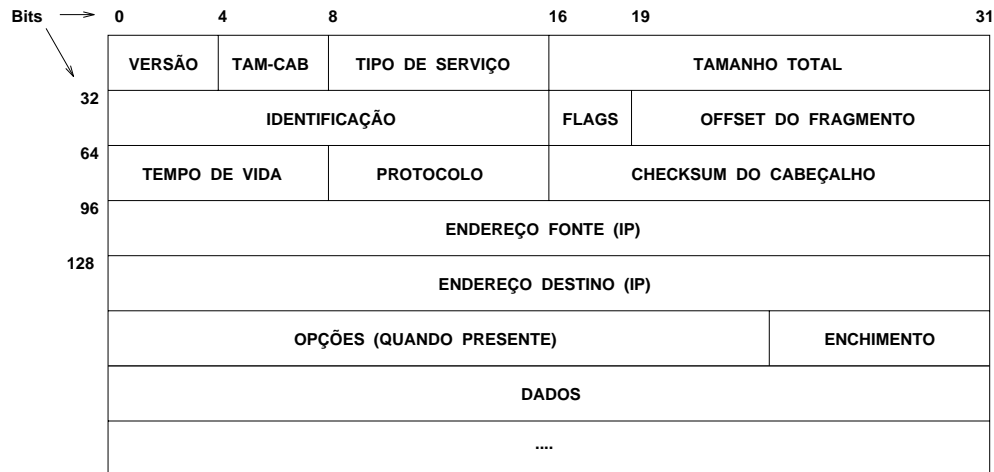 Bits 0 4 8 16 19 31
VERSÃO TAM-CAB TIPO DE SERVIÇO TAMANHO TOTAL
32
IDENTIFICAÇÃO FLAGS OFFSET DO FRAGMENTO
64
TEMPO DE VIDA PROTOCOLO CHECKSUM DO CABEÇALHO
96
ENDEREÇO FONTE (IP)
128
ENDEREÇO DESTINO (IP)
OPÇÕES (QUANDO PRESENTE) ENCHIMENTO
DADOS
....